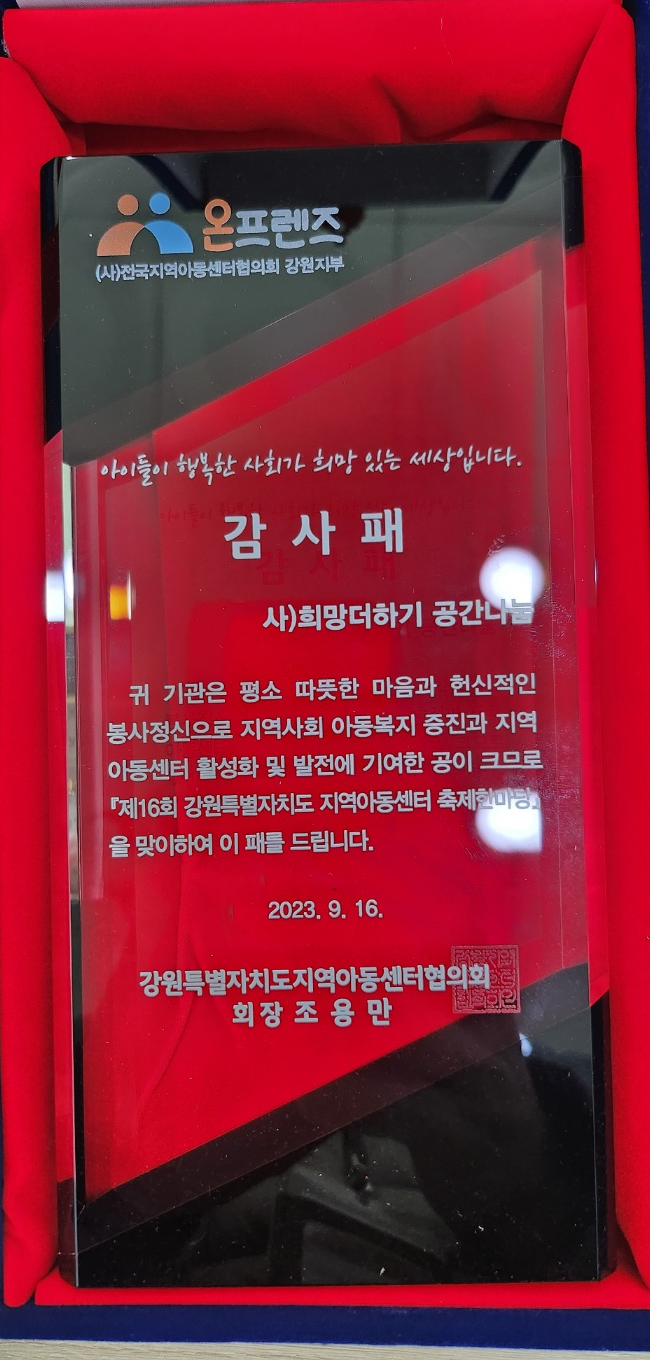 온프렌즈
(사)전국지역아동센터협의회 강원지부
아이들이 행복한 사회가 희망 있는 세상입니다.
감 사 패
사)희망더하기 공간나눔
귀 기관은 평소 따뜻한 마음과 헌신적인
봉사정신으로 지역사회 아동복지 증진과 지역
아동센터 활성화 및 발전에 기여한 공이 크므로
『제16회 강원특별자치도 지역아동센터 축제한마당』
을 맞이하여 이 패를 드립니다.
2023. 9. 16.
강원특별자치도지역아동센터협의회
회장 조 용 만